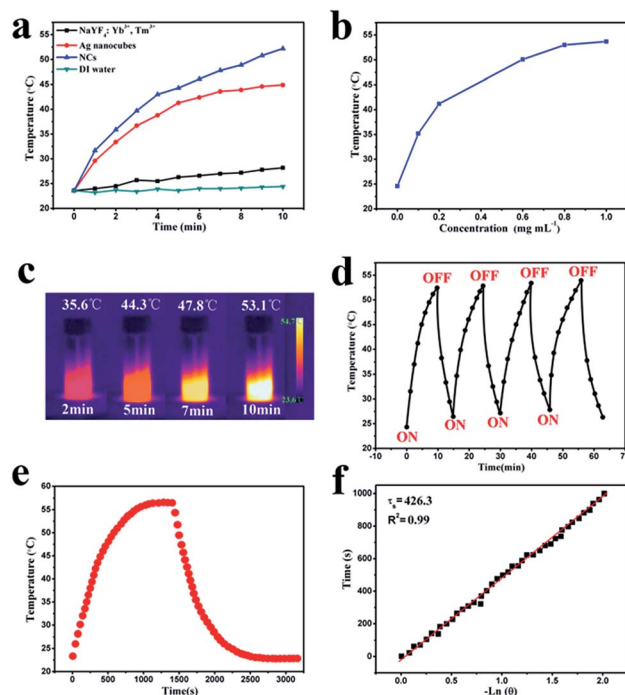 a
NaYF4: Yb3+, Tm3+
Ag nanocubes
NCs
DI water
Temperature (°C)
55
50
45
40
35
30
25
20
0 2 4 6 8 10
Time (min)
b
Temperature (°C)
55
50
45
40
35
30
25
20
0.0 0.2 0.4 0.6 0.8 1.0
Concentration (mg mL-1)
c
35.6℃ 44.3℃ 47.8℃ 53.1℃
54.7℃
23.6℃
2min 5min 7min 10min
d
OFF OFF OFF OFF
ON ON ON ON
Temperature (°C)
55
50
45
40
35
30
25
20
-10 0 10 20 30 40 50 60 70
Time(min)
e
Temperature (°C)
60
55
50
45
40
35
30
25
20
0 500 1000 1500 2000 2500 3000
Time(s)
f
τs=426.3
R2=0.99
Time (s)
1000
800
600
400
200
0
0.0 0.5 1.0 1.5 2.0
-Ln (θ)